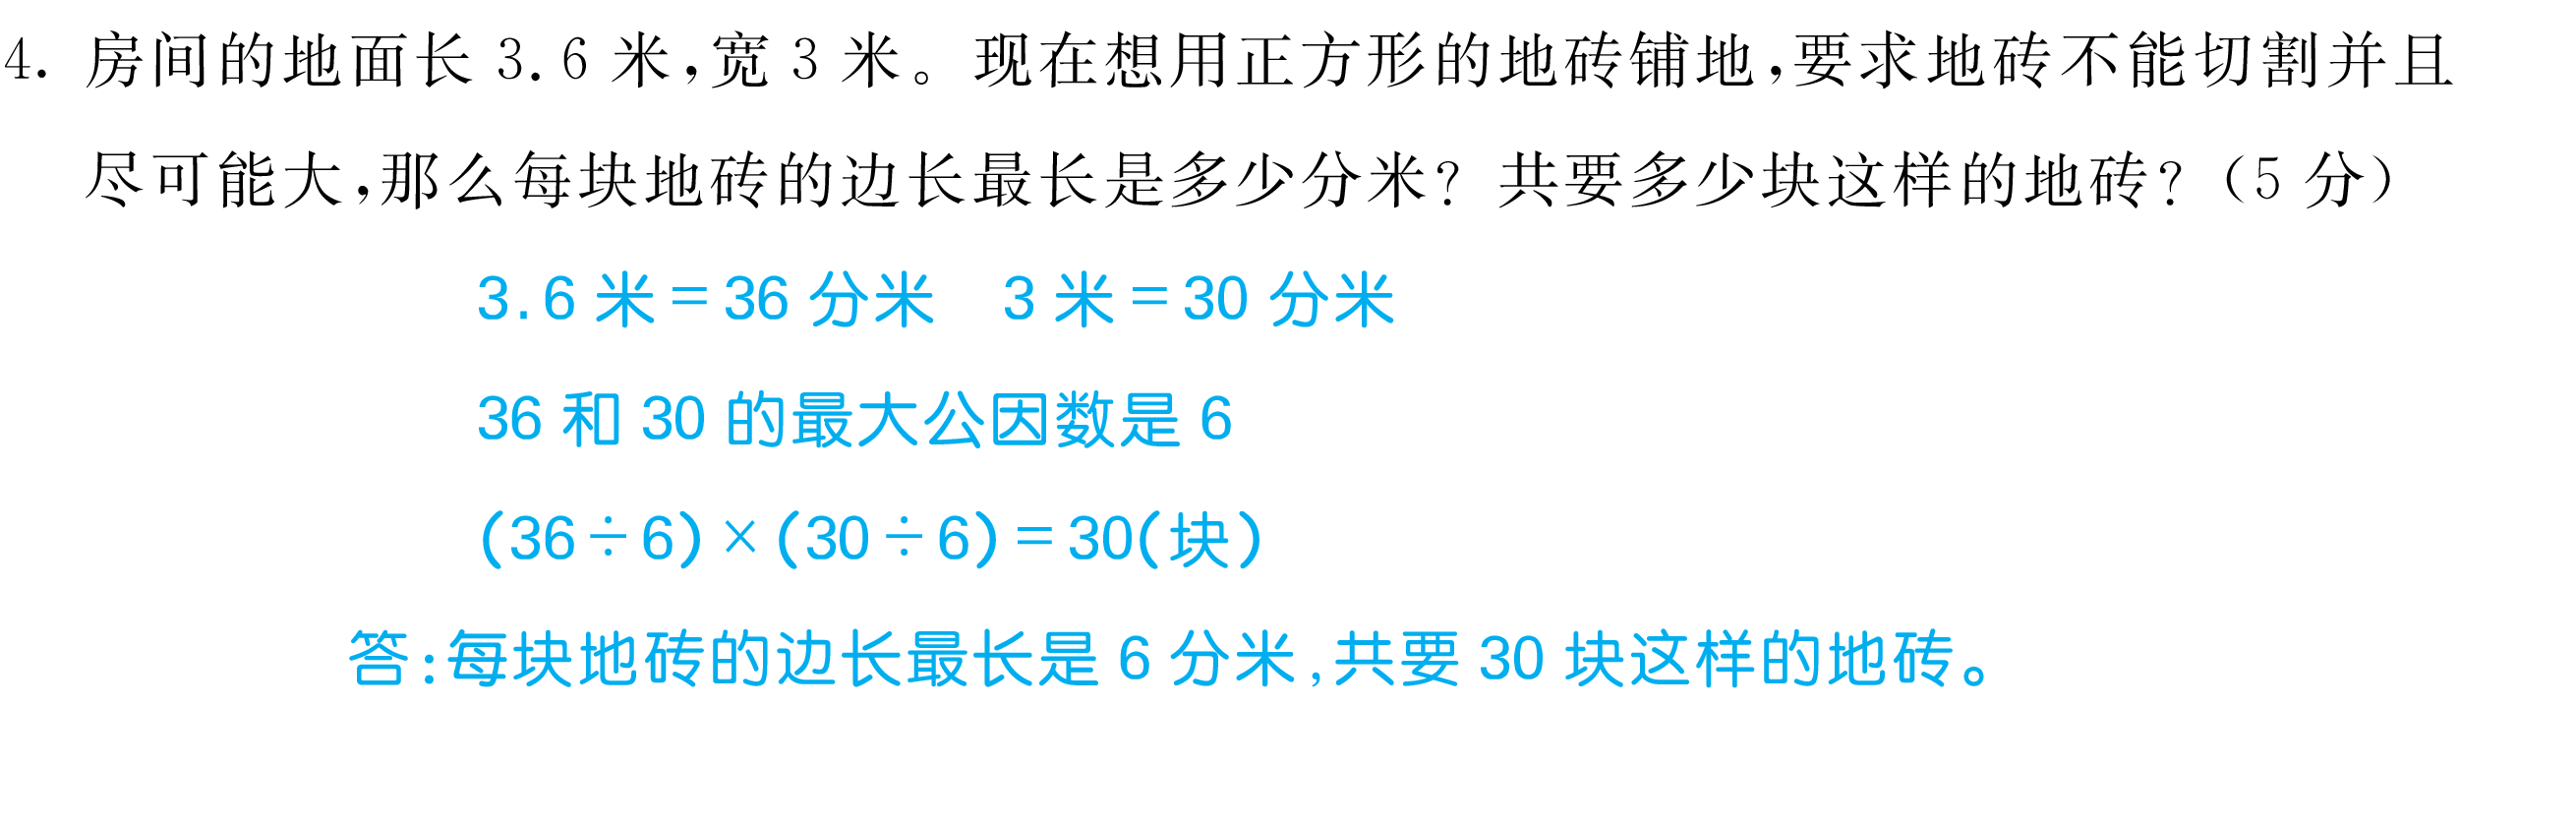 4. 房间的地面长 3.6 米,宽 3 米。现在想用正方形的地砖铺地,要求地砖不能切割并且
尽可能大,那么每块地砖的边长最长是多少分米? 共要多少块这样的地砖?(5 分)
3.6 米=36 分米　3 米=30 分米
36 和 30 的最大公因数是 6
(36÷6)×(30÷6)=30(块)
答:每块地砖的边长最长是 6 分米,共要 30 块这样的地砖。